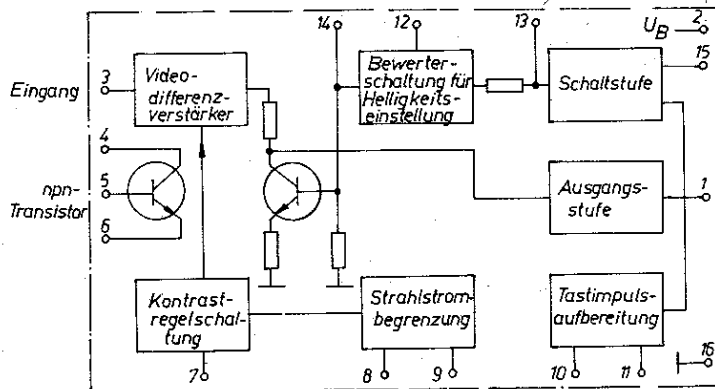 14
12
13
2
U_B
15
Eingang
3
Video-
differenz-
verstärker
Bewerter-
schaltung für
Helligkeits-
einstellung
Schaltstufe
4
5
6
npn-
Transistor
Ausgangs-
stufe
1
Kontrast-
regelschal-
tung
7
Strahlstrom-
begrenzung
8
9
Tastimpuls-
aufbereitung
10
11
16